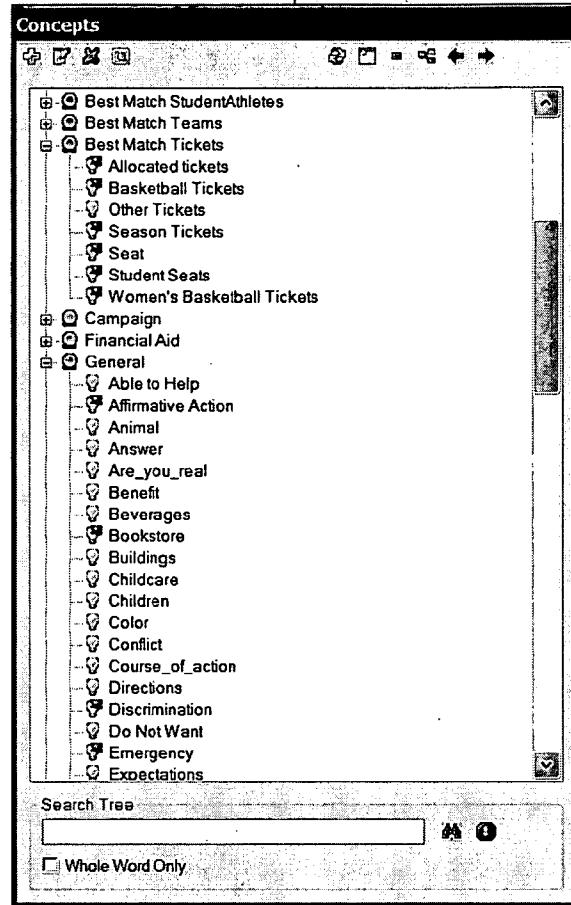 Concepts
Best Match StudentAthletes
Best Match Teams
Best Match Tickets
Allocated tickets
Basketball Tickets
Other Tickets
Season Tickets
Seat
Student Seats
Women's Basketball Tickets
Campaign
Financial Aid
General
Able to Help
Affirmative Action
Animal
Answer
Are_you_real
Benefit
Beverages
Bookstore
Buildings
Childcare
Children
Color
Conflict
Course_of_action
Directions
Discrimination
Do Not Want
Emergency
Expectations
Search Tree
Whole Word Only